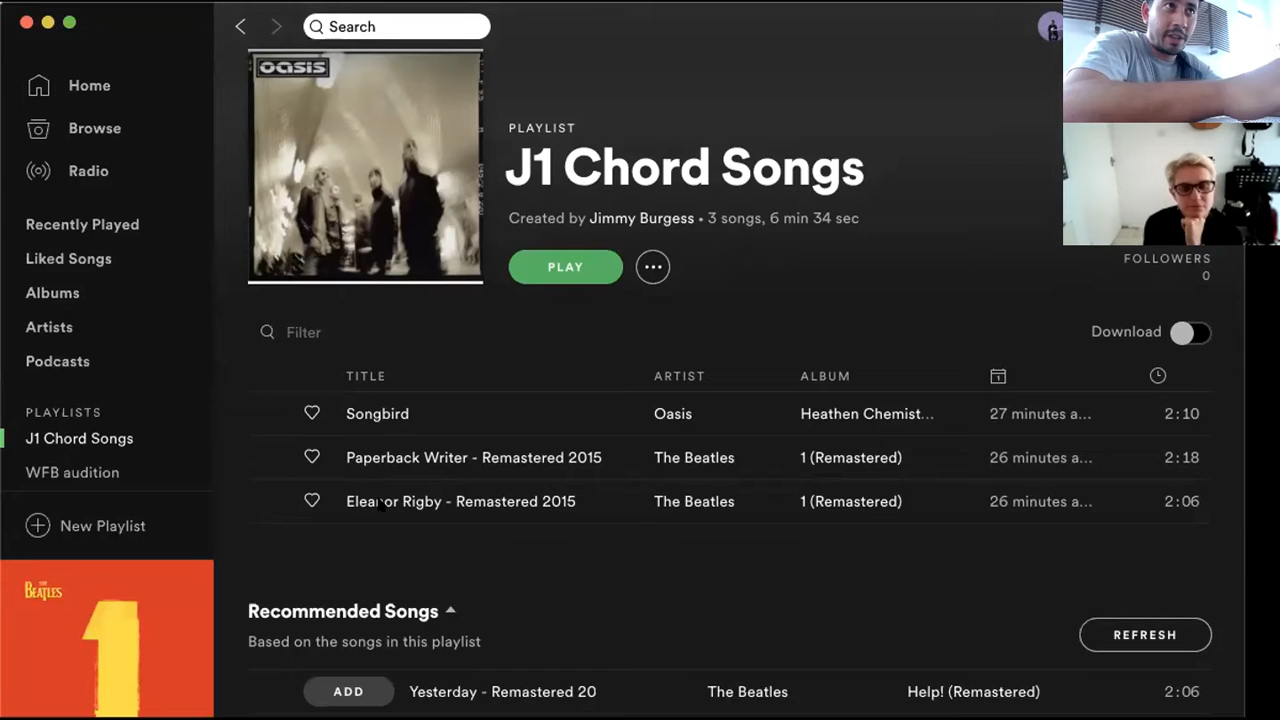 Search
Home
Browse
Radio
Recently Played
Liked Songs
Albums
Artists
Podcasts
PLAYLISTS
J1 Chord Songs
WFB audition
New Playlist
THE
BEATLES
1
oasis
PLAYLIST
J1 Chord Songs
Created by Jimmy Burgess • 3 songs, 6 min 34 sec
PLAY
FOLLOWERS
0
Filter
Download
TITLE ARTIST ALBUM
Songbird Oasis Heathen Chemist... 27 minutes a... 2:10
Paperback Writer - Remastered 2015 The Beatles 1 (Remastered) 26 minutes a... 2:18
Eleanor Rigby - Remastered 2015 The Beatles 1 (Remastered) 26 minutes a... 2:06
Recommended Songs
Based on the songs in this playlist
REFRESH
ADD Yesterday - Remastered 20 The Beatles Help! (Remastered) 2:06